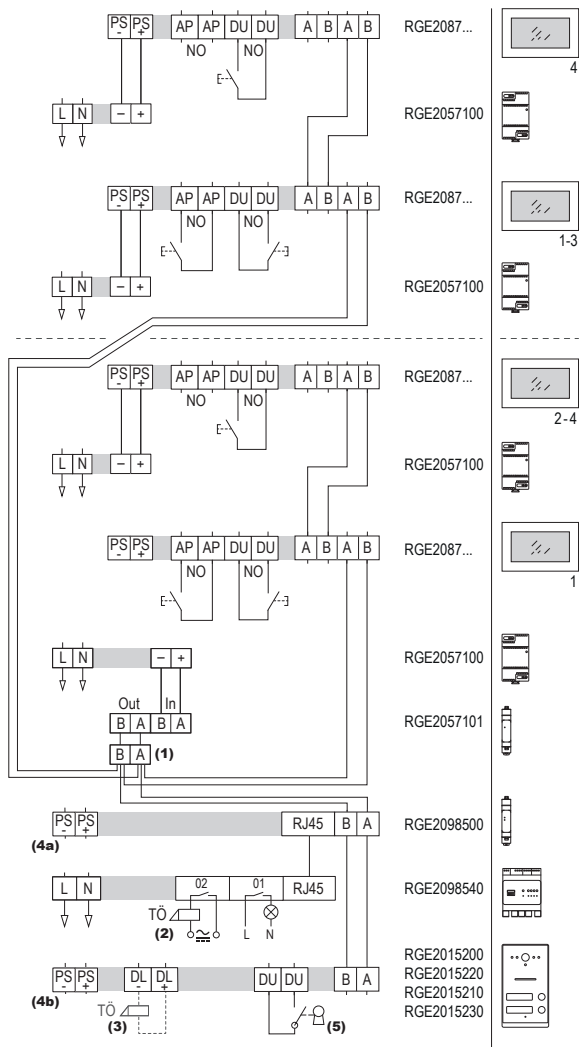 PS - PS + AP AP DU DU A B A B RGE2087...
NO NO
4
L N − + RGE2057100
PS - PS + AP AP DU DU A B A B RGE2087...
NO NO
1-3
L N − + RGE2057100
PS - PS + AP AP DU DU A B A B RGE2087...
NO NO
2-4
L N − + RGE2057100
PS - PS + AP AP DU DU A B A B RGE2087...
NO NO
1
L N − + RGE2057100
Out In
B A B A RGE2057101
B A (1)
PS - PS + RJ45 B A RGE2098500
(4a)
L N 02 01 RJ45 RGE2098540
TÖ
(2) L N
PS - PS + DL - DL + DU DU B A RGE2015200
RGE2015220
(4b) TÖ RGE2015210
(3) (5) RGE2015230